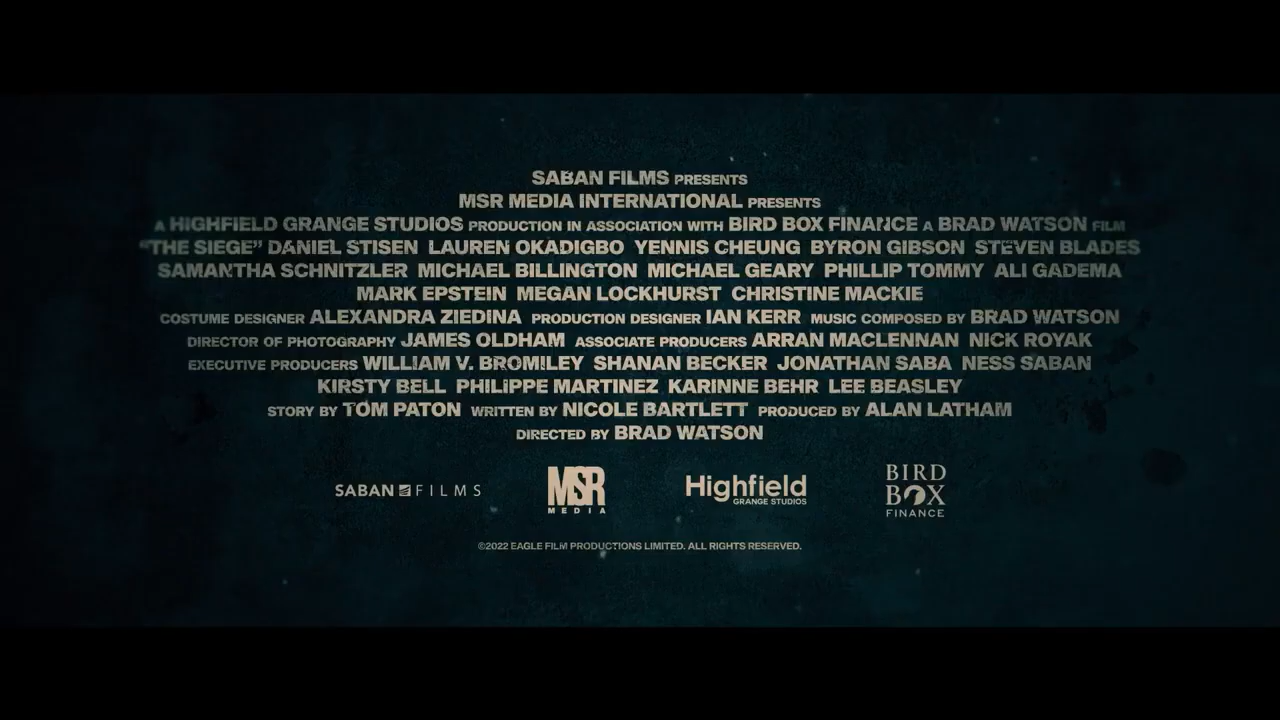 SABAN FILMS PRESENTS
MSR MEDIA INTERNATIONAL PRESENTS
A HIGHFIELD GRANGE STUDIOS PRODUCTION IN ASSOCIATION WITH BIRD BOX FINANCE A BRAD WATSON FILM
"THE SIEGE" DANIEL STISEN LAUREN OKADIGBO YENNIS CHEUNG BYRON GIBSON STEVEN BLADES
SAMANTHA SCHNITZLER MICHAEL BILLINGTON MICHAEL GEARY PHILLIP TOMMY ALI GADEMA
MARK EPSTEIN MEGAN LOCKHURST CHRISTINE MACKIE
COSTUME DESIGNER ALEXANDRA ZIEDINA PRODUCTION DESIGNER IAN KERR MUSIC COMPOSED BY BRAD WATSON
DIRECTOR OF PHOTOGRAPHY JAMES OLDHAM ASSOCIATE PRODUCERS ARRAN MACLENNAN NICK ROYAK
EXECUTIVE PRODUCERS WILLIAM V. BROMILEY SHANAN BECKER JONATHAN SABA NESS SABAN
KIRSTY BELL PHILIPPE MARTINEZ KARINNE BEHR LEE BEASLEY
STORY BY TOM PATON WRITTEN BY NICOLE BARTLETT PRODUCED BY ALAN LATHAM
DIRECTED BY BRAD WATSON
SABAN FILMS
MSR
MEDIA
Highfield
GRANGE STUDIOS
BIRD
BOX
FINANCE
©2022 EAGLE FILM PRODUCTIONS LIMITED. ALL RIGHTS RESERVED.